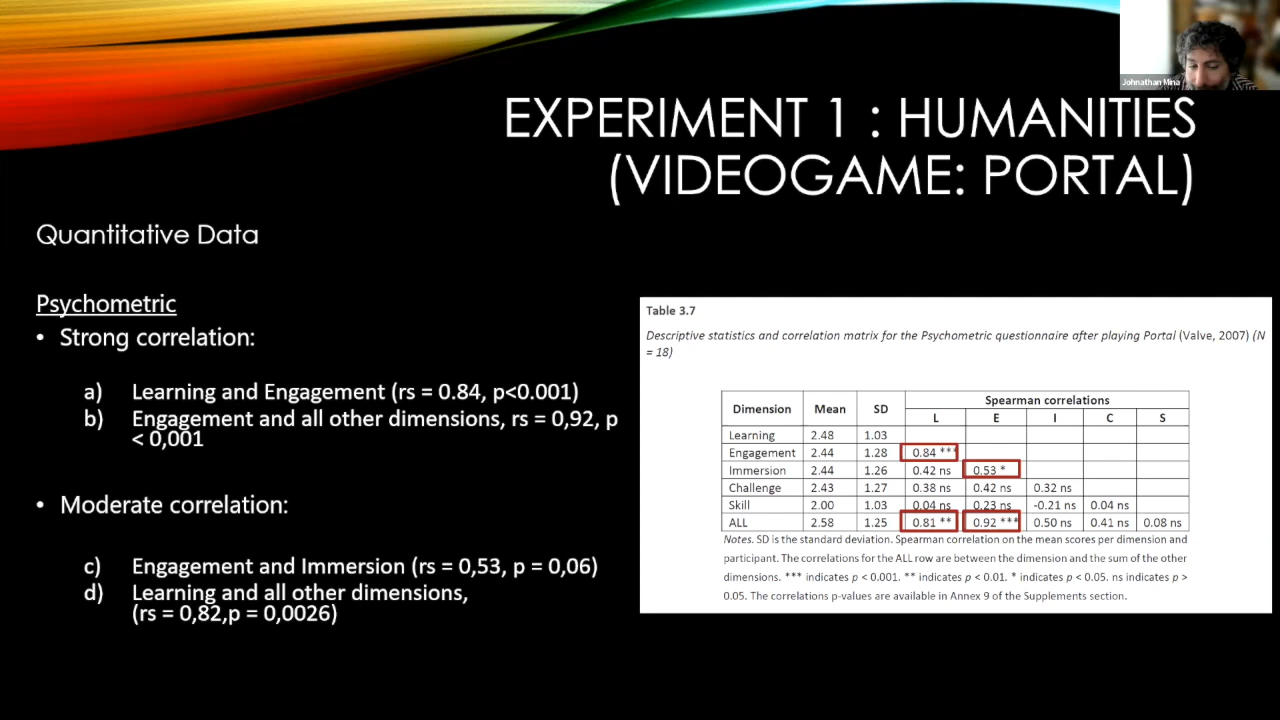 Johnathan Mina
EXPERIMENT 1 : HUMANITIES
(VIDEOGAME: PORTAL)
Quantitative Data
Psychometric
• Strong correlation:
a) Learning and Engagement (rs = 0.84, p<0.001)
b) Engagement and all other dimensions, rs = 0,92, p
< 0,001
• Moderate correlation:
c) Engagement and Immersion (rs = 0,53, p = 0,06)
d) Learning and all other dimensions,
(rs = 0,82,p = 0,0026)
Table 3.7
Descriptive statistics and correlation matrix for the Psychometric questionnaire after playing Portal (Valve, 2007) (N
= 18)
Dimension Mean SD Spearman correlations
L E I C S
Learning 2.48 1.03
Engagement 2.44 1.28 0.84 ***
Immersion 2.44 1.26 0.42 ns 0.53 *
Challenge 2.43 1.27 0.38 ns 0.42 ns 0.32 ns
Skill 2.00 1.03 0.04 ns 0.23 ns -0.21 ns 0.04 ns
ALL 2.58 1.25 0.81 ** 0.92 *** 0.50 ns 0.41 ns 0.08 ns
Notes. SD is the standard deviation. Spearman correlation on the mean scores per dimension and
participant. The correlations for the ALL row are between the dimension and the sum of the other
dimensions. *** indicates p < 0.001. ** indicates p < 0.01. * indicates p < 0.05. ns indicates p >
0.05. The correlations p-values are available in Annex 9 of the Supplements section.